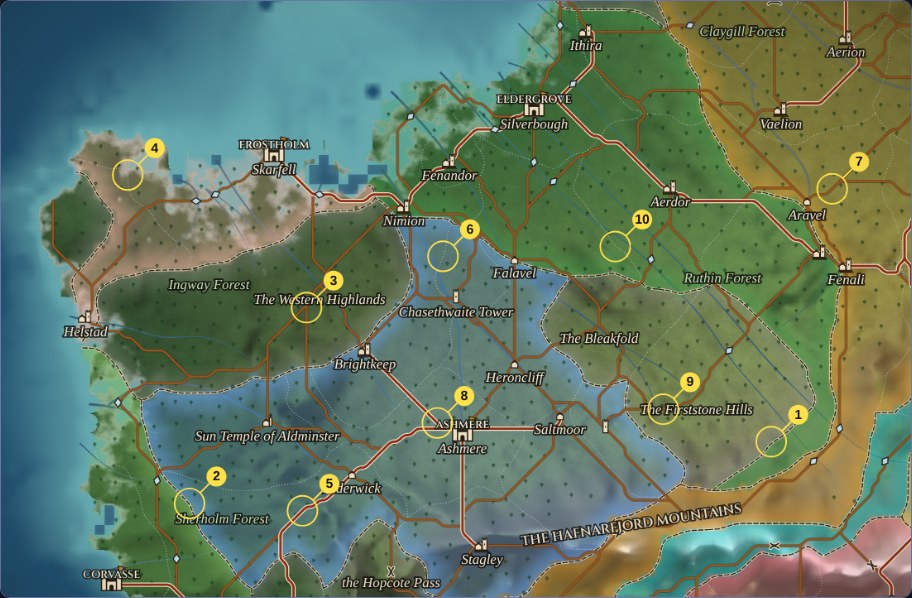 Claygill Forest
Ithira
Aerion
ELDERGROVE
Silverbough
Vaelion
FROSTHOLM
Skarfell
4
7
Fenandor
Aerdor
Nimion
Aravel
10
6
Falavel
Ruthin Forest
Fenali
Ingway Forest
3
The Western Highlands
Chasethwaite Tower
Helstad
The Bleakfold
Brightkeep
Heroncliff
9
8
The Firststone Hills
1
ASHMERE
Ashmere
Saltmoor
Sun Temple of Aldminster
2
5
derwick
Sherholm Forest
THE HAFNAREJORD MOUNTAINS
Stagley
CORVASSE
the Hopcote Pass